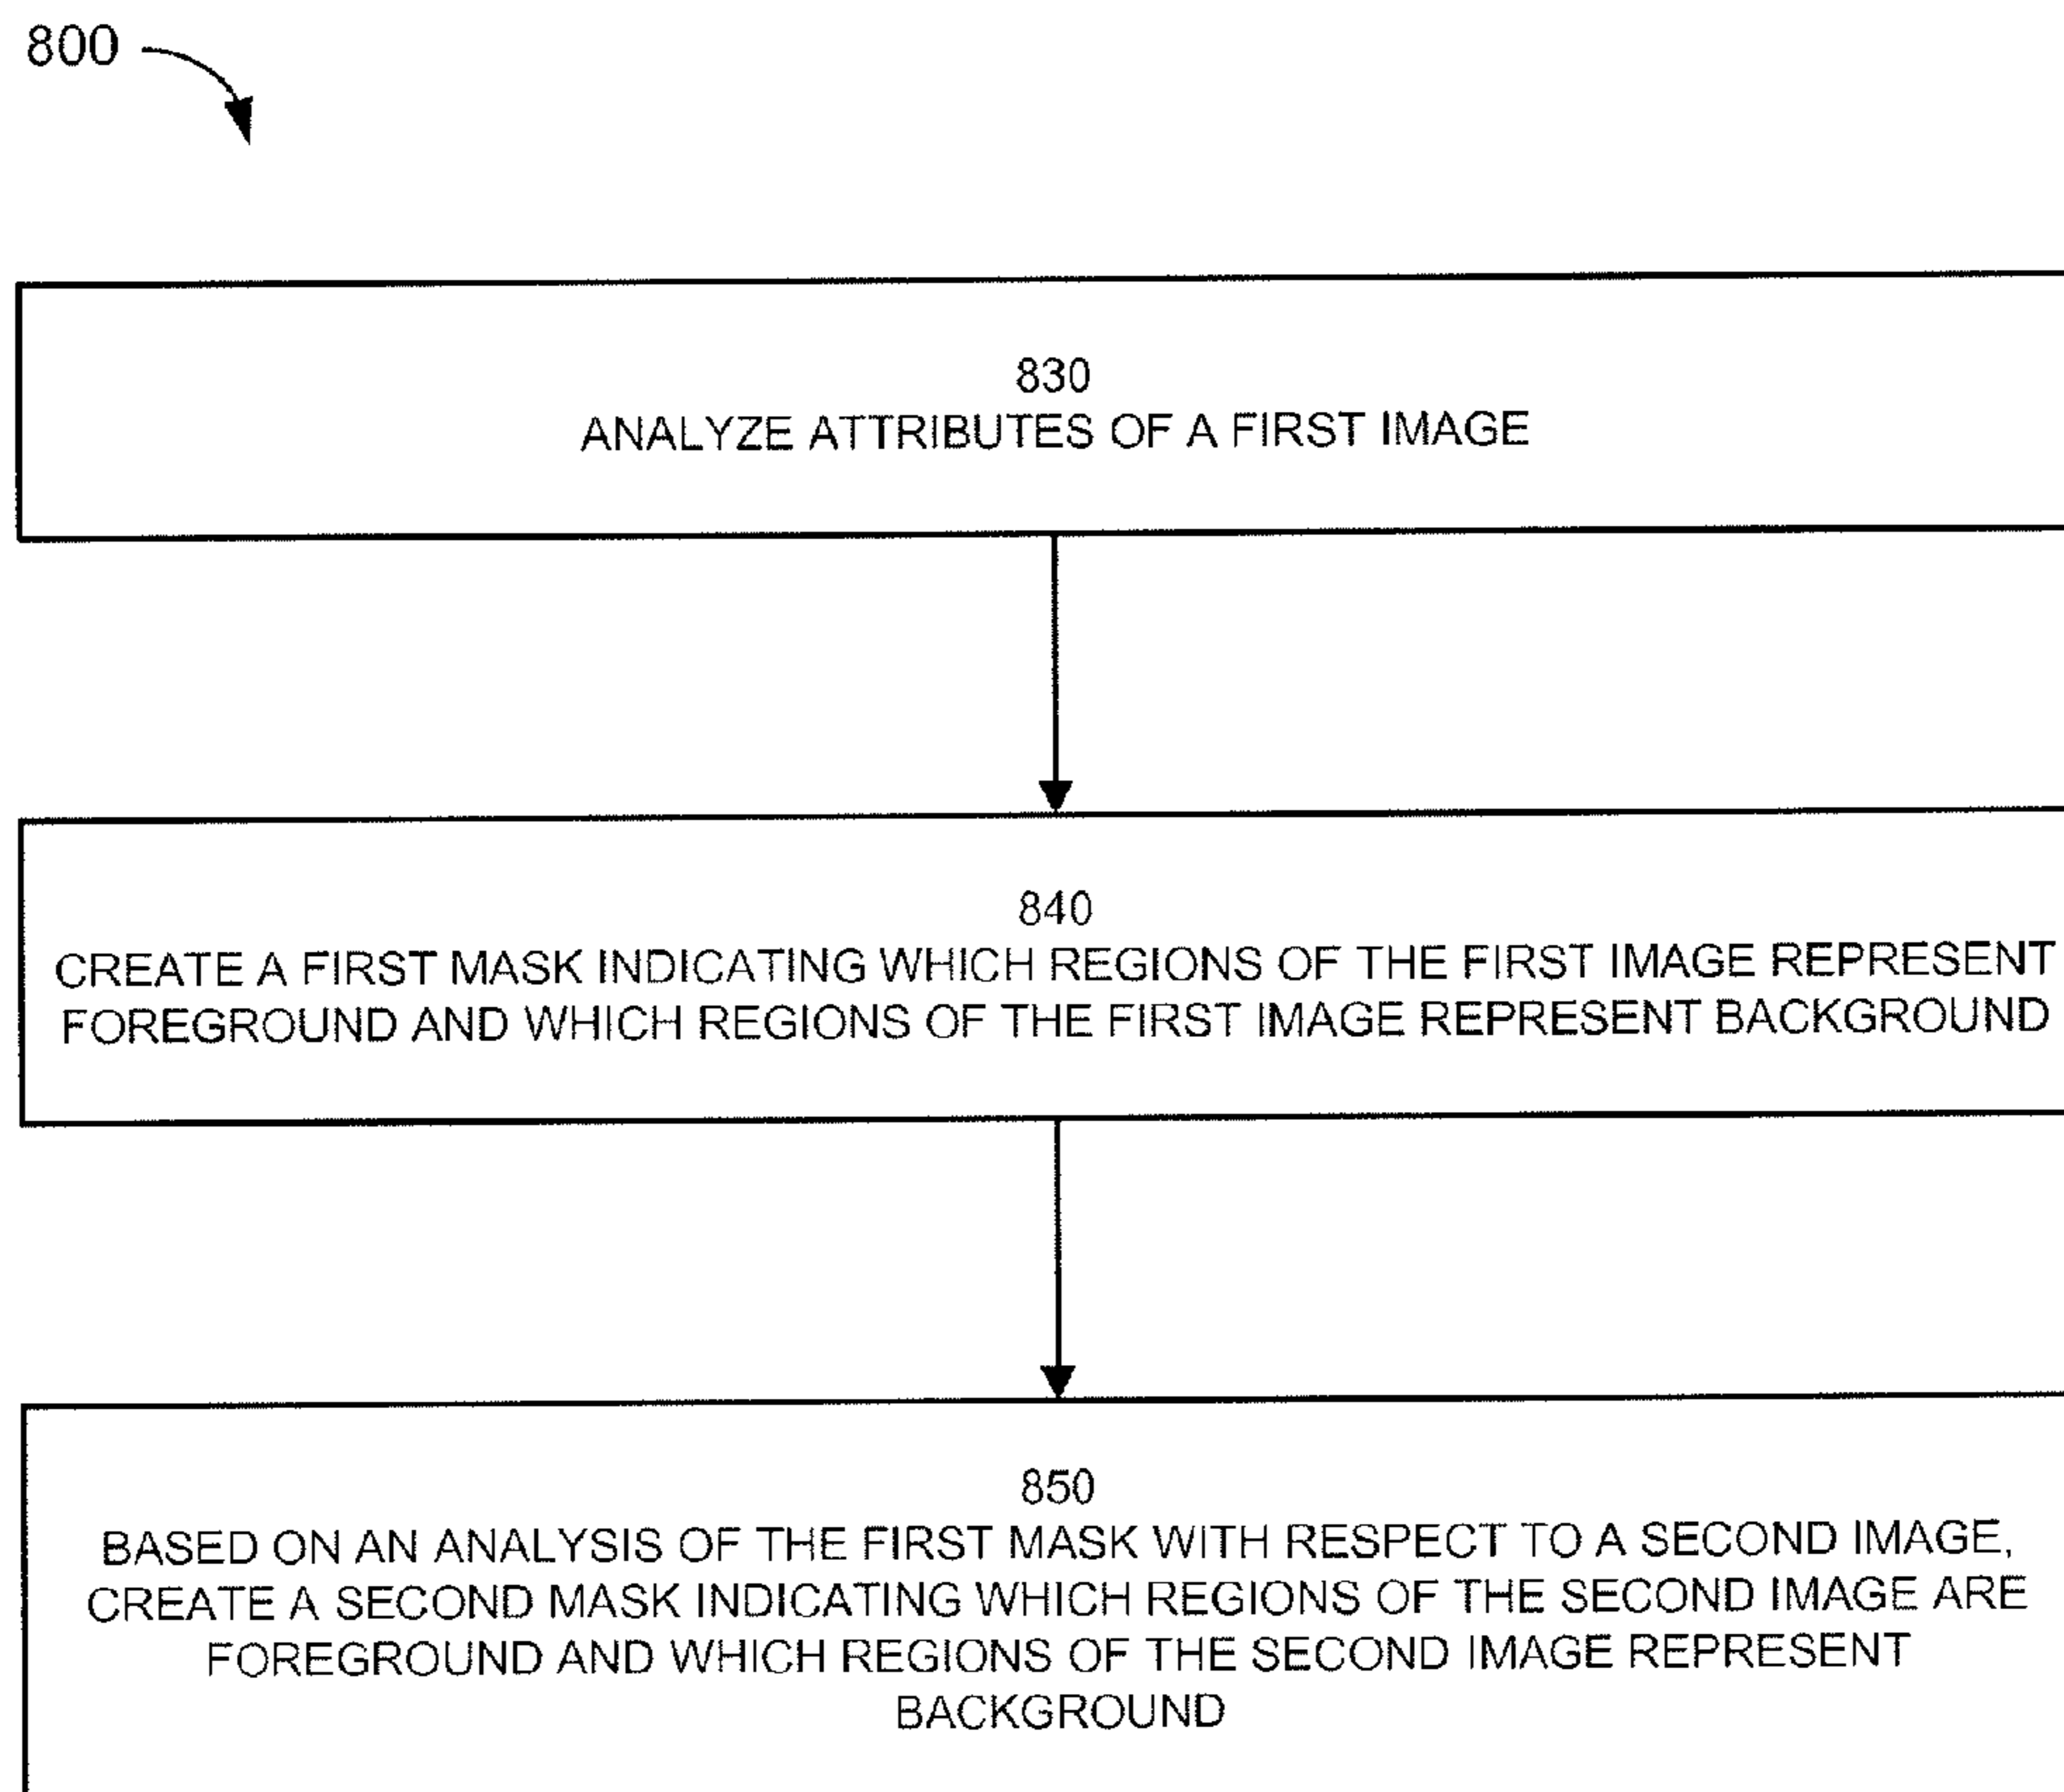 800
830
ANALYZE ATTRIBUTES OF A FIRST IMAGE
840
CREATE A FIRST MASK INDICATING WHICH REGIONS OF THE FIRST IMAGE REPRESENT
FOREGROUND AND WHICH REGIONS OF THE FIRST IMAGE REPRESENT BACKGROUND
850
BASED ON AN ANALYSIS OF THE FIRST MASK WITH RESPECT TO A SECOND IMAGE,
CREATE A SECOND MASK INDICATING WHICH REGIONS OF THE SECOND IMAGE ARE
FOREGROUND AND WHICH REGIONS OF THE SECOND IMAGE REPRESENT
BACKGROUND